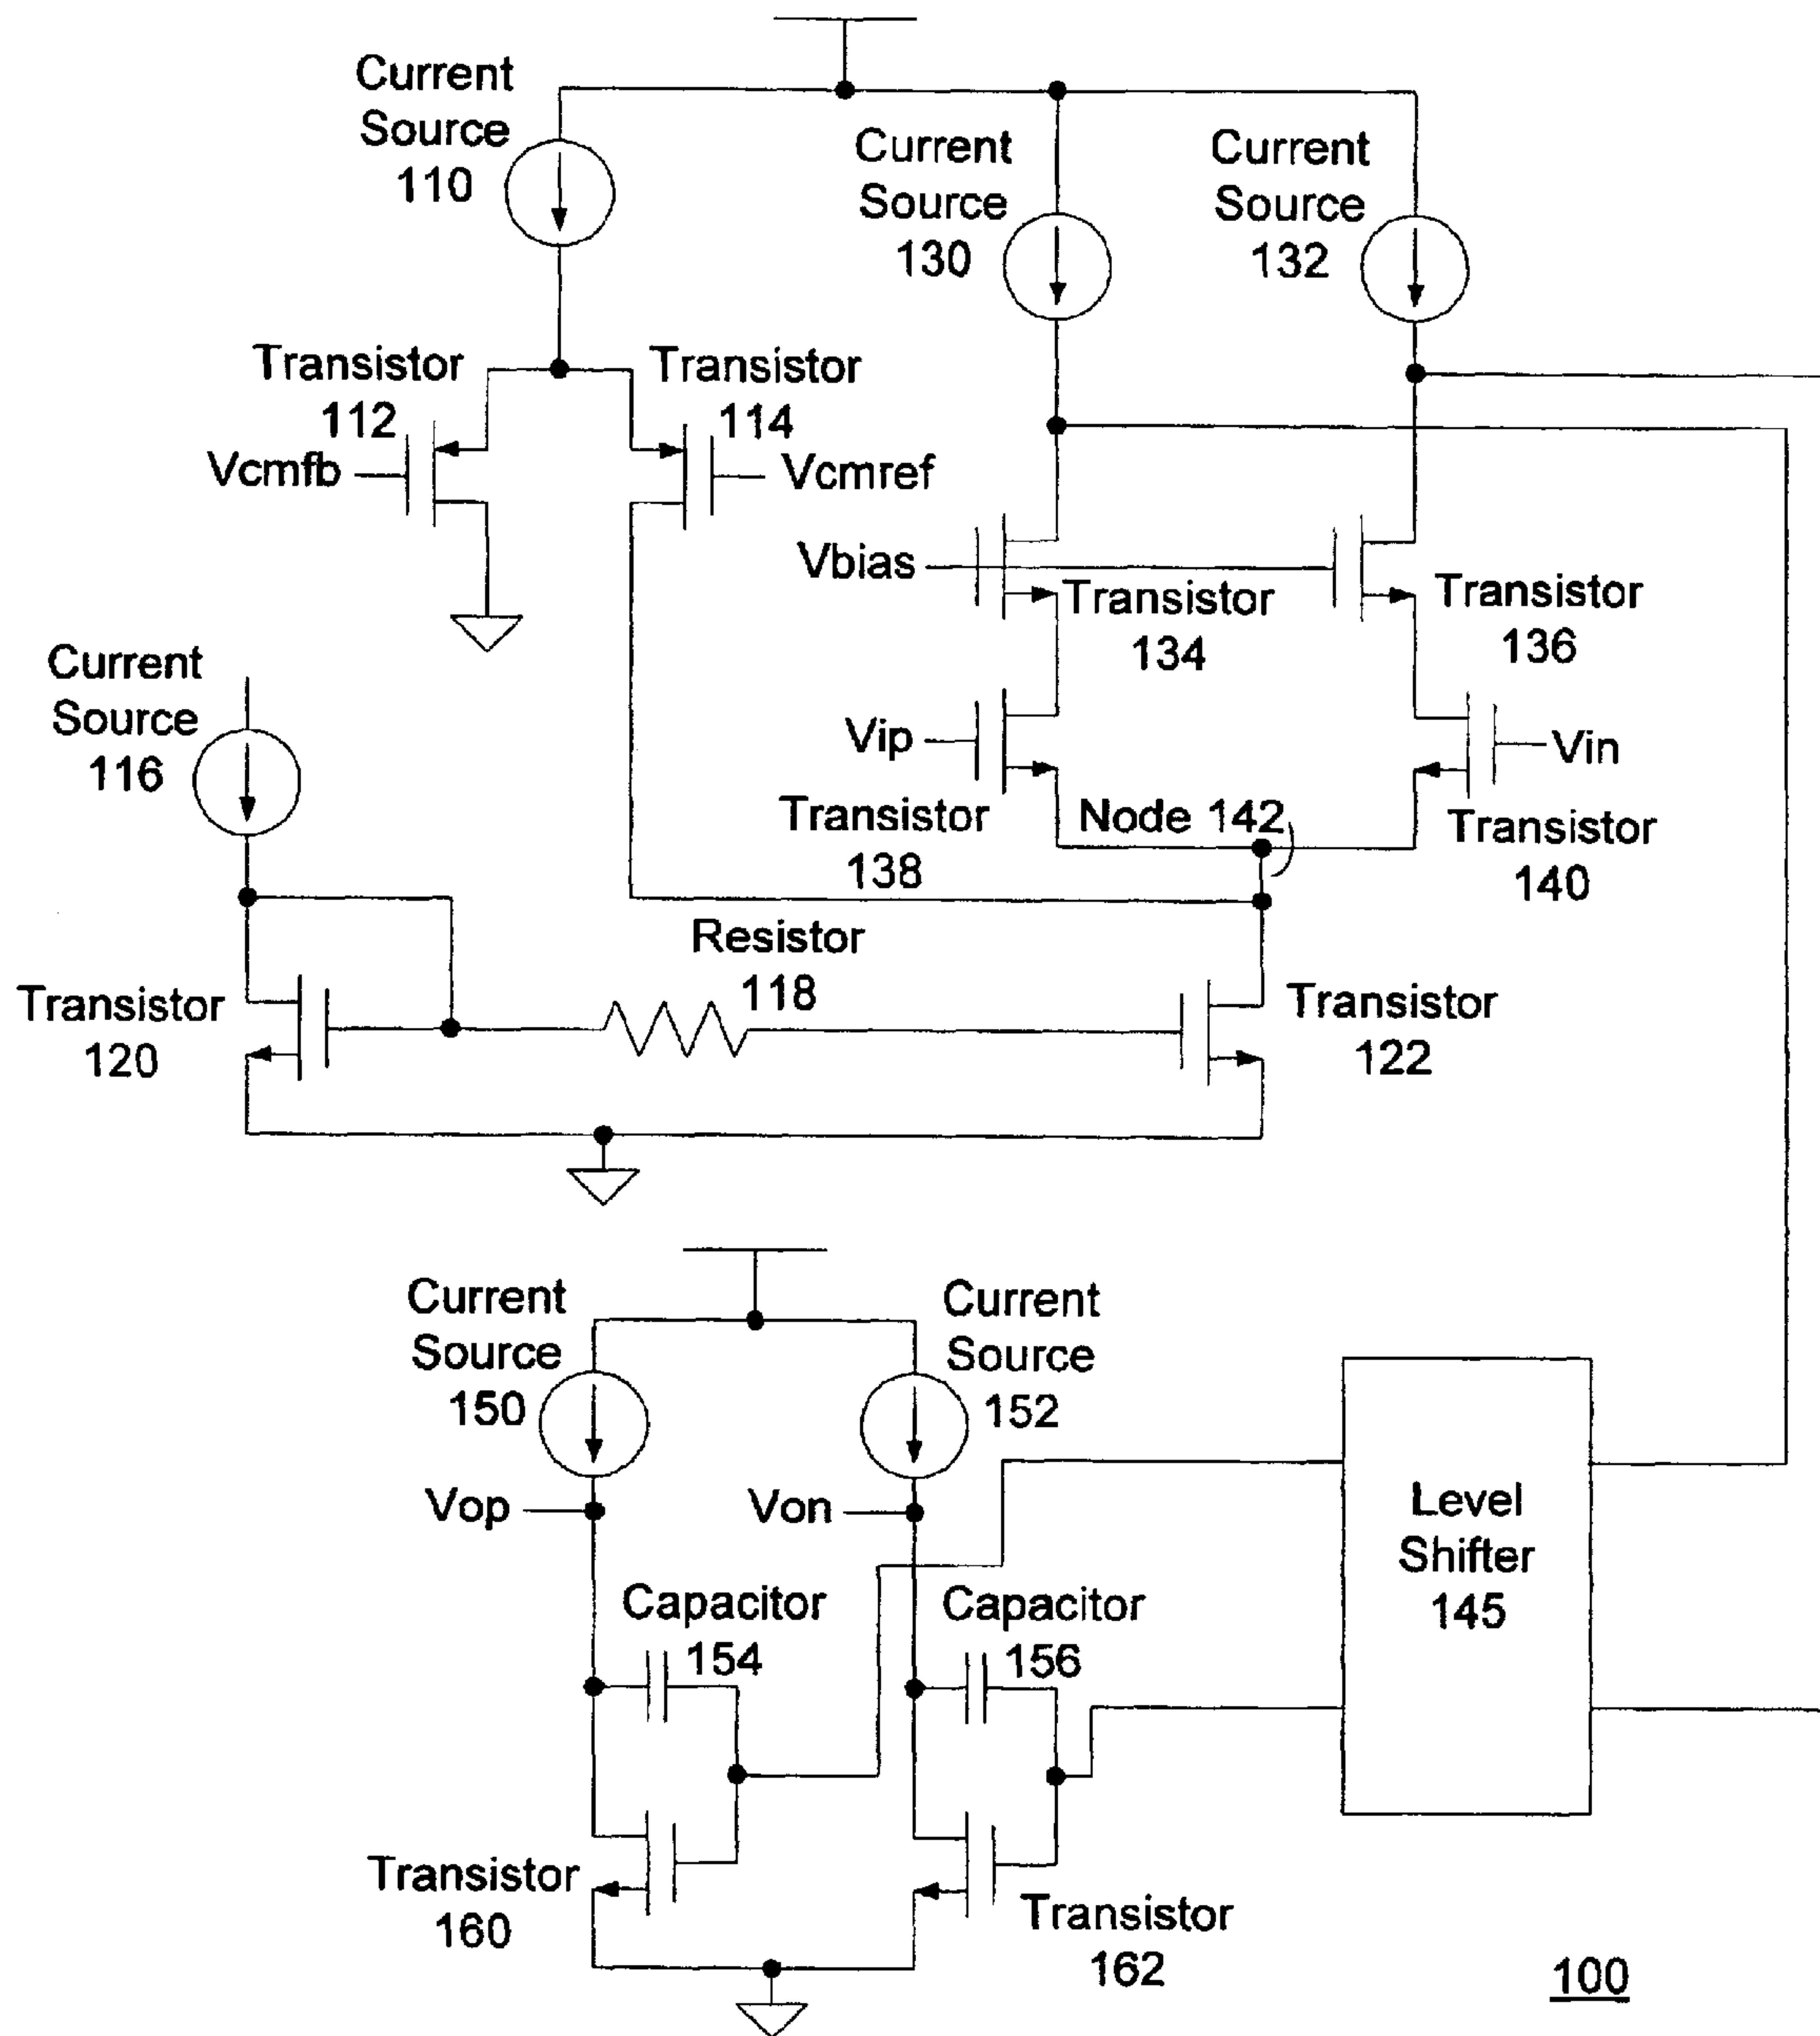 Current
Source
110
Current
Source
130
Current
Source
132
Transistor
112
Transistor
114
Vcmfb
Vcmref
Vbias
Transistor
134
Transistor
136
Current
Source
116
Vip
Vin
Transistor
138
Node 142
Transistor
140
Resistor
118
Transistor
120
Transistor
122
Current
Source
150
Current
Source
152
Vop
Von
Level
Shifter
145
Capacitor
154
Capacitor
156
Transistor
160
Transistor
162
100